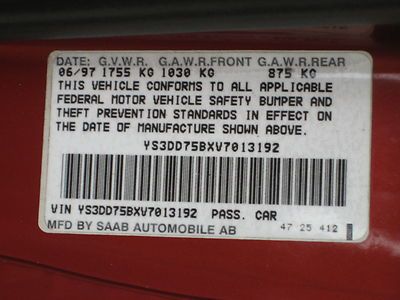 DATE: G.V.W.R. G.A.W.R.FRONT G.A.W.R.REAR
06/97 1755 KG 1030 KG 875 KG
THIS VEHICLE CONFORMS TO ALL APPLICABLE
FEDERAL MOTOR VEHICLE SAFETY BUMPER AND
THEFT PREVENTION STANDARDS IN EFFECT ON
THE DATE OF MANUFACTURE SHOWN ABOVE.
YS3DD75BXV7013192
VIN YS3DD75BXV7013192 PASS. CAR
MFD BY SAAB AUTOMOBILE AB 47 25 412